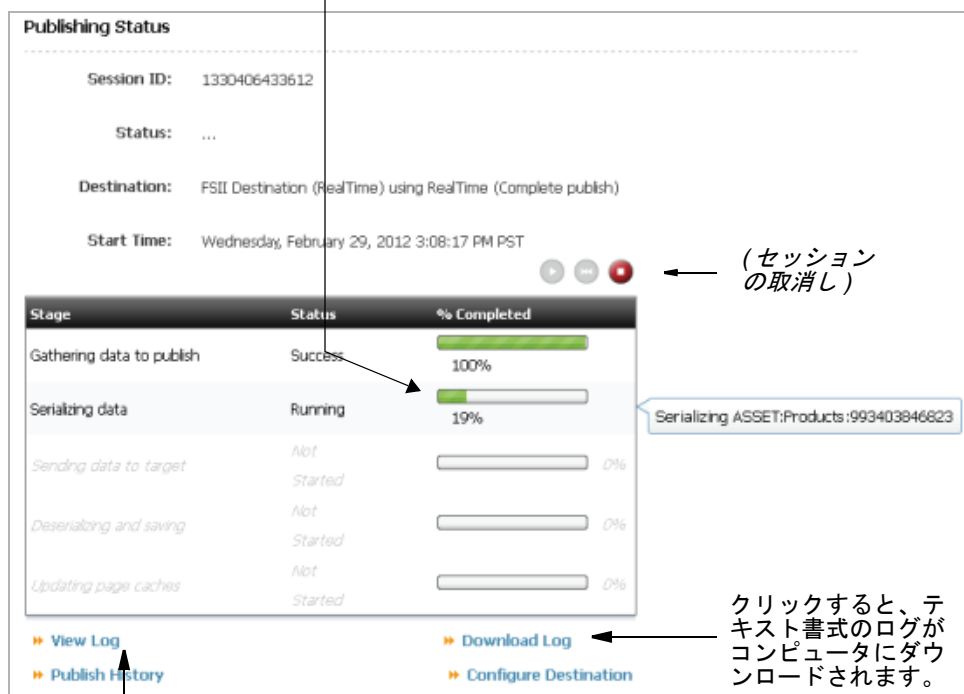 Publishing Status
Session ID: 1330406433612
Status: ...
Destination: FSII Destination (RealTime) using RealTime (Complete publish)
Start Time: Wednesday, February 29, 2012 3:08:17 PM PST
(セッション
の取消し)
Stage Status % Completed
Gathering data to publish Success 100%
Serializing data Running 19%
Serializing ASSET:Products:993403846823
Sending data to target Not Started 0%
Deserializing and saving Not Started 0%
Updating page caches Not Started 0%
View Log Download Log
Publish History Configure Destination
クリックすると、テ
キスト書式のログが
コンピュータにダウ
ンロードされます。